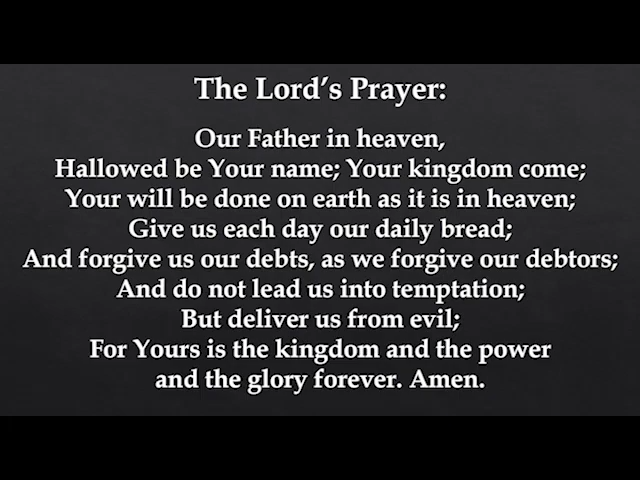 The Lord’s Prayer:
Our Father in heaven,
Hallowed be Your name; Your kingdom come;
Your will be done on earth as it is in heaven;
Give us each day our daily bread;
And forgive us our debts, as we forgive our debtors;
And do not lead us into temptation;
But deliver us from evil;
For Yours is the kingdom and the power
and the glory forever. Amen.